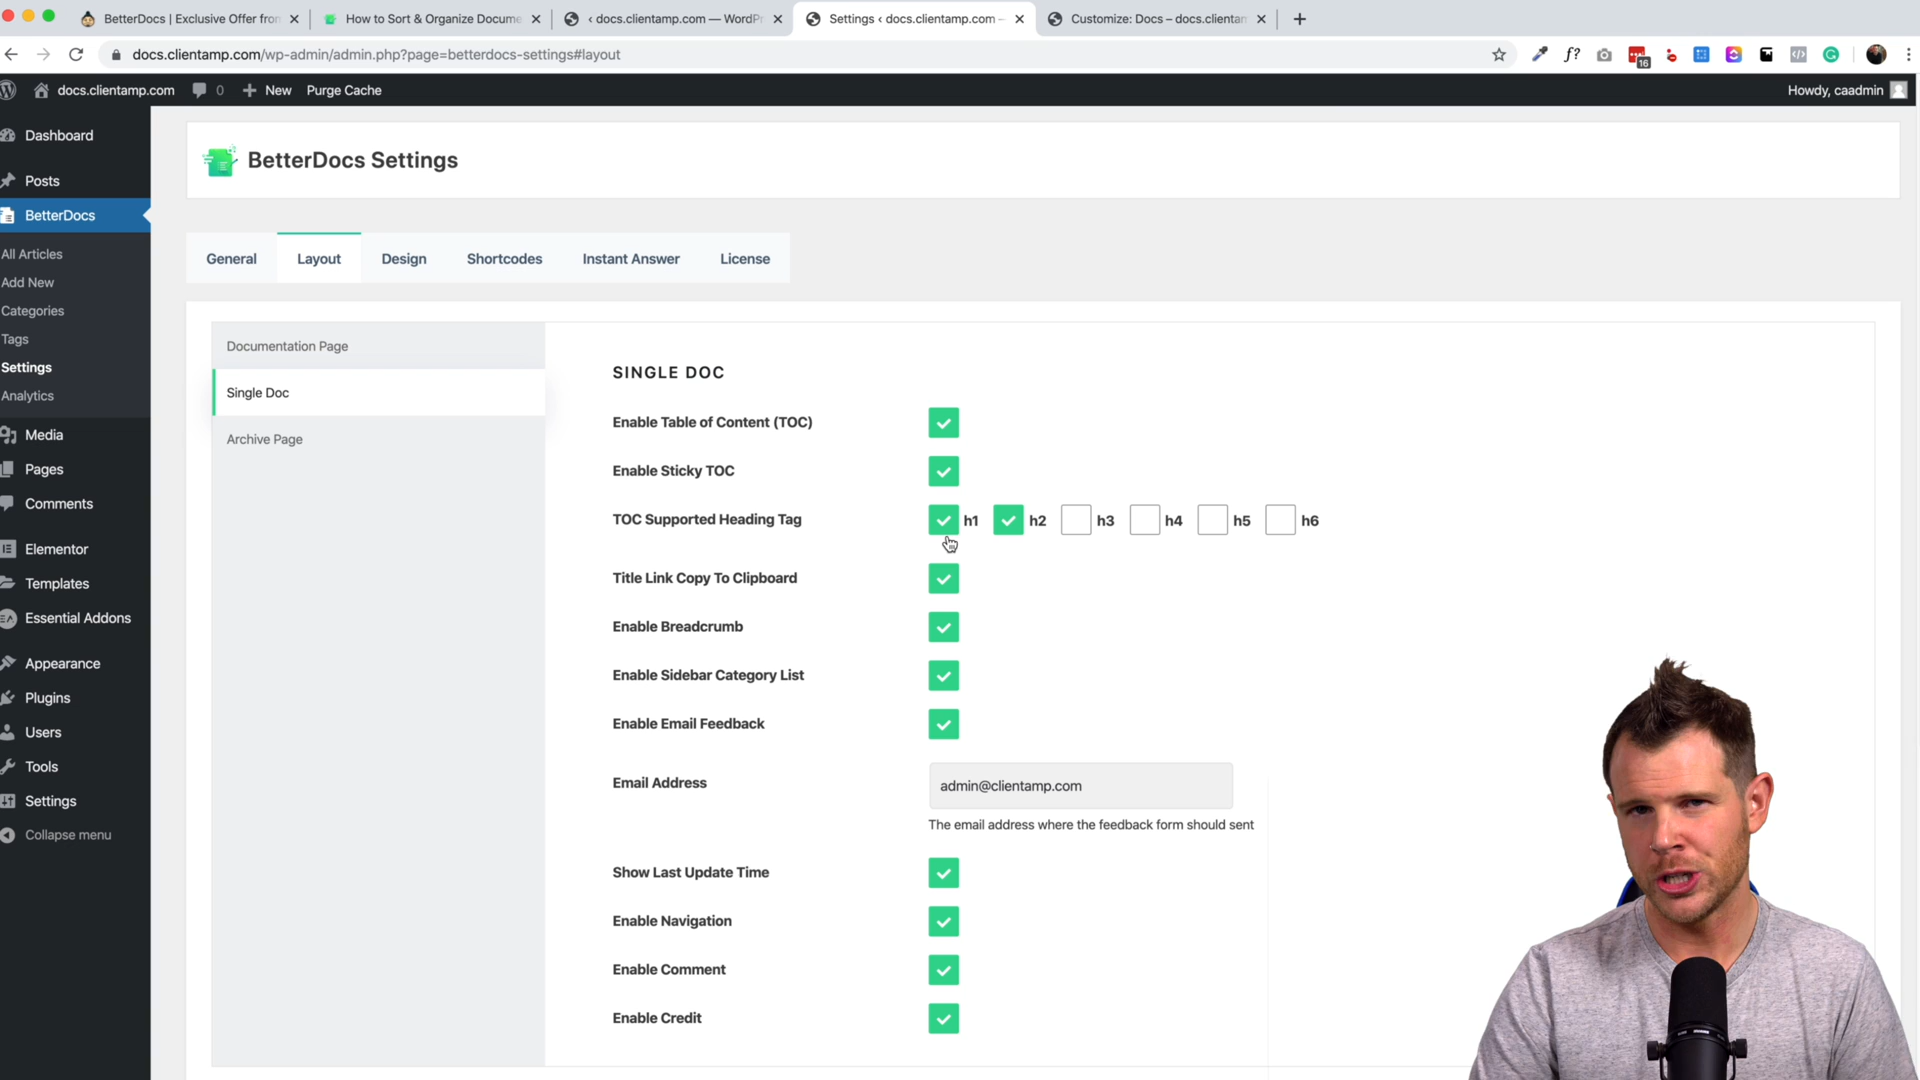 BetterDocs | Exclusive Offer from
How to Sort & Organize Docume
‹ docs.clientamp.com — WordPr
Settings ‹ docs.clientamp.com –
Customize: Docs – docs.clientam
docs.clientamp.com/wp-admin/admin.php?page=betterdocs-settings#layout
f?
16
docs.clientamp.com
0
New
Purge Cache
Howdy, caadmin
Dashboard
Posts
BetterDocs
All Articles
Add New
Categories
Tags
Settings
Analytics
Media
Pages
Comments
Elementor
Templates
Essential Addons
Appearance
Plugins
Users
Tools
Settings
Collapse menu
BetterDocs Settings
General
Layout
Design
Shortcodes
Instant Answer
License
Documentation Page
Single Doc
Archive Page
SINGLE DOC
Enable Table of Content (TOC)
Enable Sticky TOC
TOC Supported Heading Tag
h1
h2
h3
h4
h5
h6
Title Link Copy To Clipboard
Enable Breadcrumb
Enable Sidebar Category List
Enable Email Feedback
Email Address
admin@clientamp.com
The email address where the feedback form should sent
Show Last Update Time
Enable Navigation
Enable Comment
Enable Credit